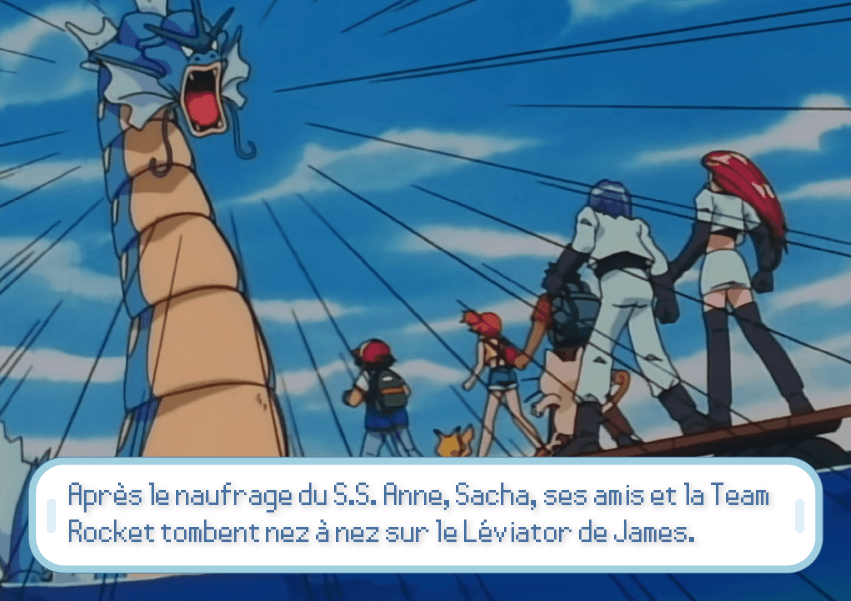 Après le naufrage du S.S. Anne, Sacha, ses amis et la Team
Rocket tombent nez à nez sur le Léviator de James.